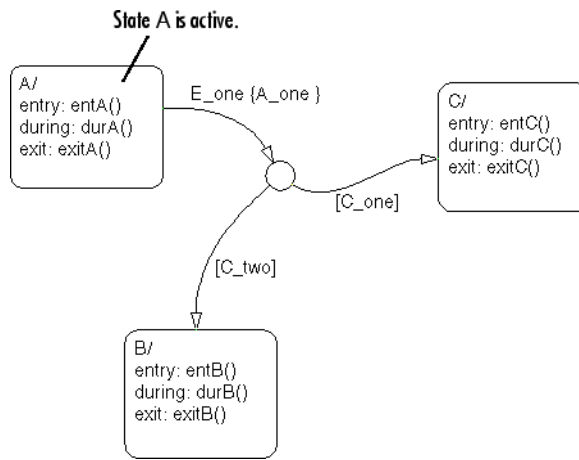 State A is active.
A/
entry: entA()
during: durA()
exit: exitA()
E_one {A_one }
C/
entry: entC()
during: durC()
exit: exitC()
[C_one]
[C_two]
B/
entry: entB()
during: durB()
exit: exitB()